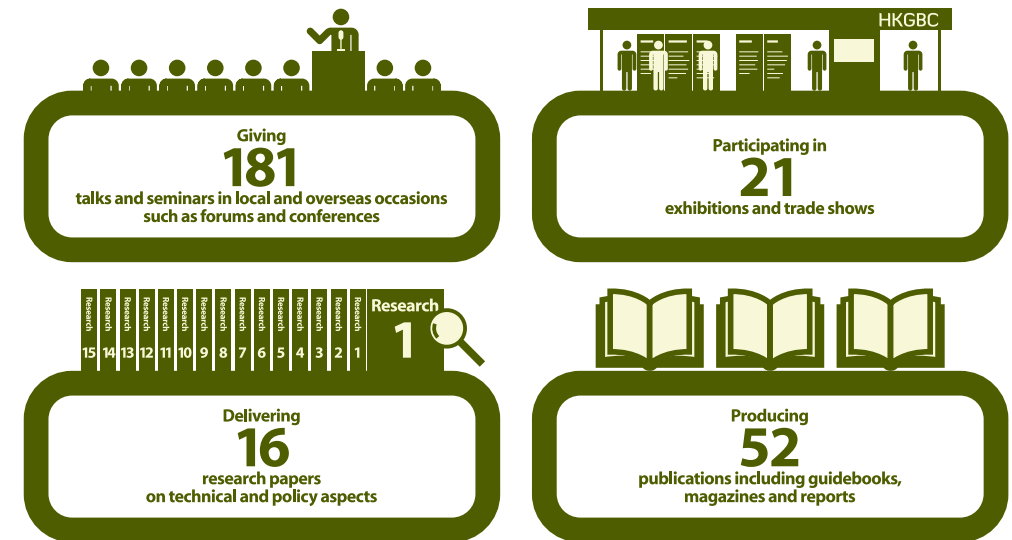 Giving
181
talks and seminars in local and overseas occasions
such as forums and conferences
HKGBC
Participating in
21
exhibitions and trade shows
Research 15
Research 14
Research 13
Research 12
Research 11
Research 10
Research 9
Research 8
Research 7
Research 6
Research 5
Research 4
Research 3
Research 2
Research 1
Research
1
Delivering
16
research papers
on technical and policy aspects
Producing
52
publications including guidebooks,
magazines and reports